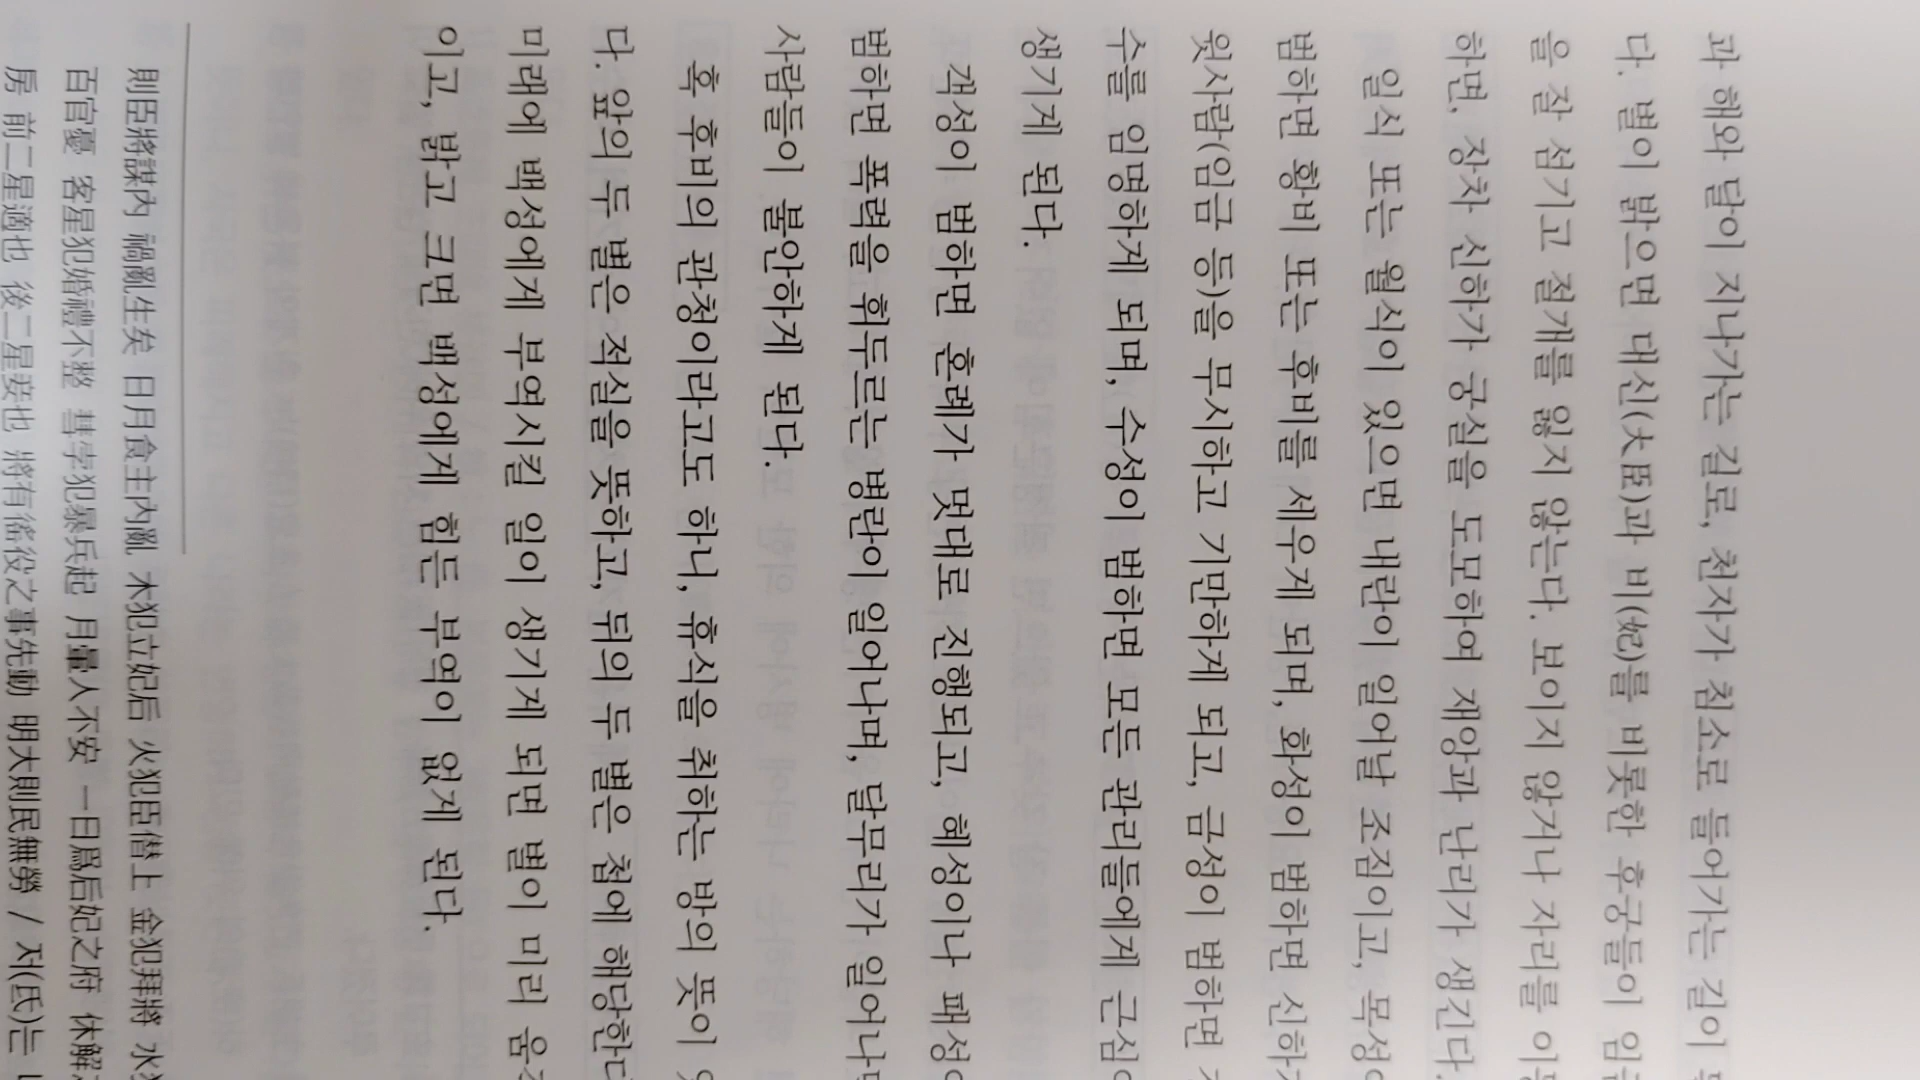 과 해와 달이 지나가는 길로, 천자가 침소로 들어가는 길이
다. 별이 밝으면 대신(大臣)과 비(妃)를 비롯한 후궁들이 임금
을 잘 섬기고 절개를 잃지 않는다. 보이지 않거나 자리를
하면, 장차 신하가 궁실을 도모하여 재앙과 난리가 생긴다.
일식 또는 월식이 있으면 내란이 일어날 조짐이고, 목성
범하면 황비 또는 후비를 세우게 되며, 화성이 범하면 신하
윗사람(임금 등)을 무시하고 기만하게 되고, 금성이 범하면
수를 임명하게 되며, 수성이 범하면 모든 관리들에게 근심
생기게 된다.
객성이 범하면 혼례가 멋대로 진행되고, 혜성이나 패성
범하면 폭력을 휘두르는 병란이 일어나며, 달무리가 일어나
사람들이 불안하게 된다.
혹 후비의 관청이라고도 하니, 휴식을 취하는 방의 뜻이
다. 앞의 두 별은 적실을 뜻하고, 뒤의 두 별은 첩에 해당한다
미래에 백성에게 부역시킬 일이 생기게 되면 별이 미리
이고, 밝고 크면 백성에게 힘든 부역이 없게 된다.
則臣將謀内 禍亂生矣 日月食主内亂 木犯立妃后 火犯臣僭上 金犯拜將
百官憂 客星犯婚禮不整 彗孛犯暴兵起 月暈人不安 一曰爲后妃之府 休解
房 前二星適也 後二星妾也 將有徭役之事先動 明大則民無勞 / 저(氐)는